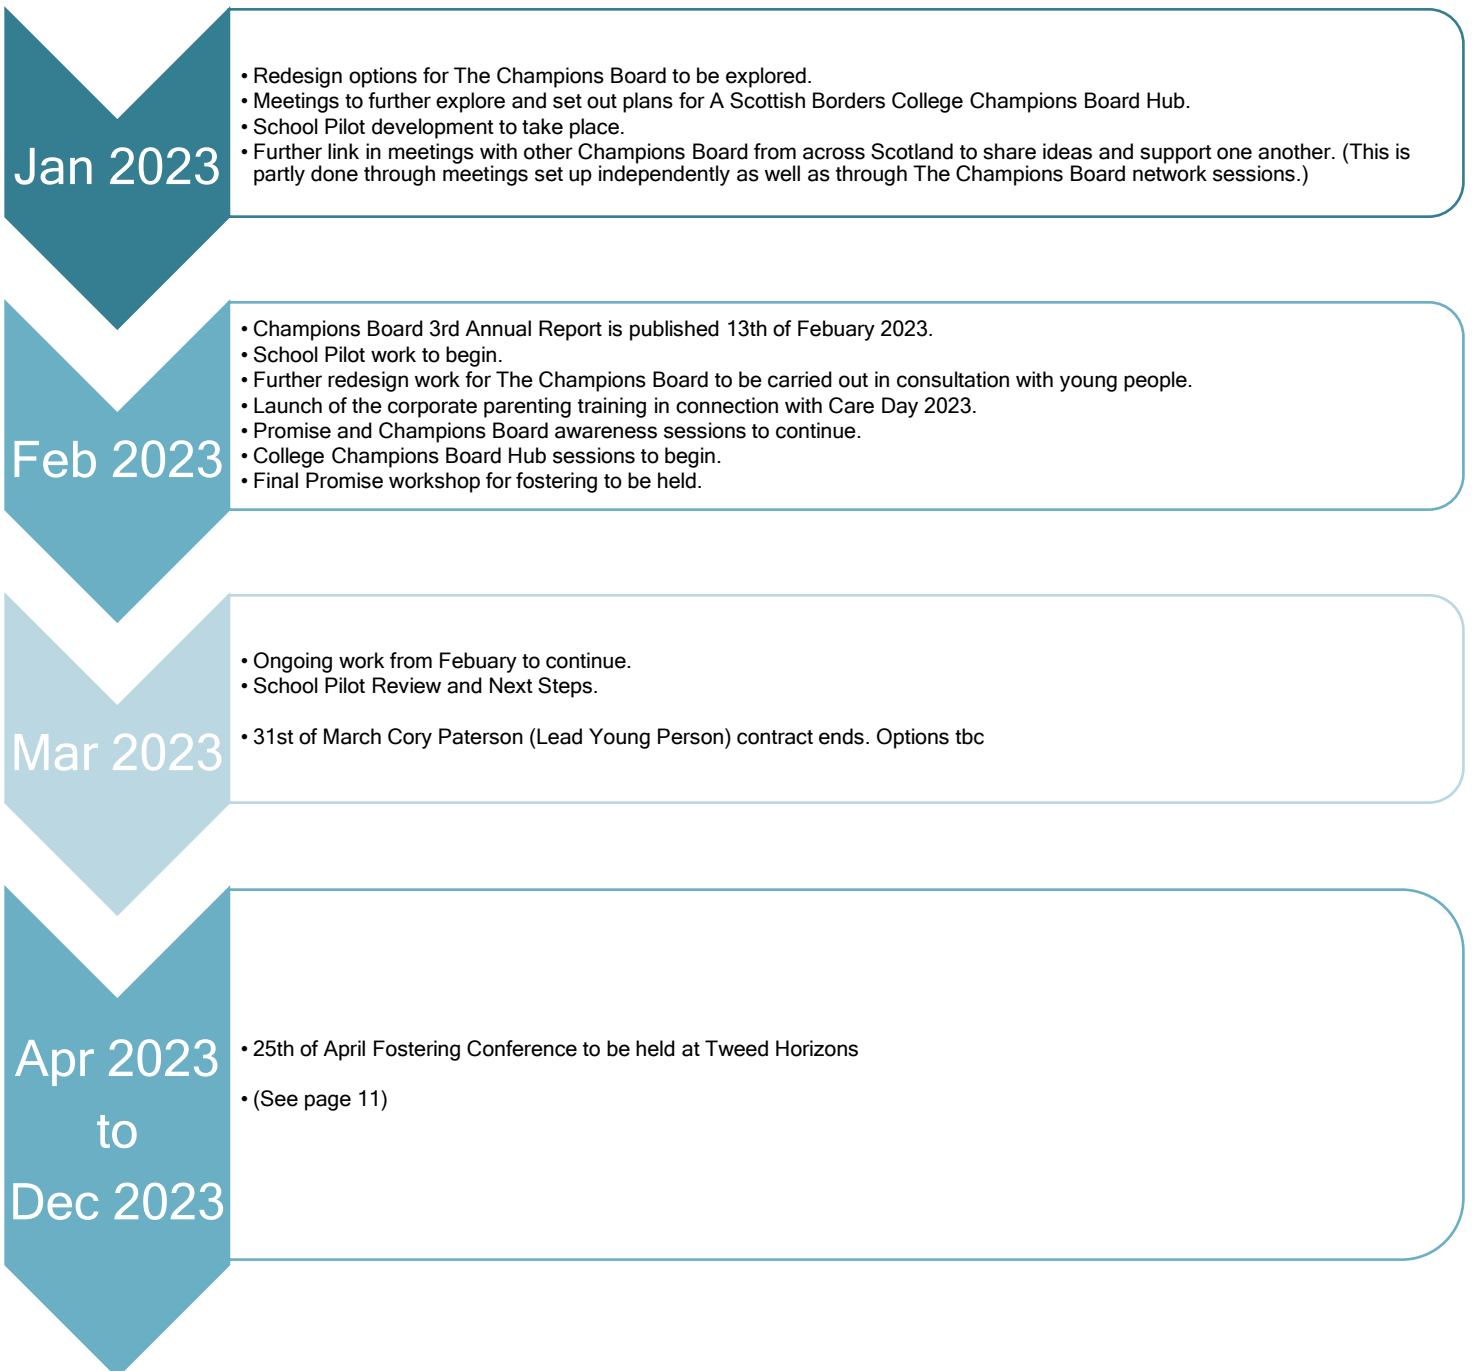 Jan 2023
• Redesign options for The Champions Board to be explored.
• Meetings to further explore and set out plans for A Scottish Borders College Champions Board Hub.
• School Pilot development to take place.
• Further link in meetings with other Champions Board from across Scotland to share ideas and support one another. (This is
partly done through meetings set up independently as well as through The Champions Board network sessions.)
Feb 2023
• Champions Board 3rd Annual Report is published 13th of Febuary 2023.
• School Pilot work to begin.
• Further redesign work for The Champions Board to be carried out in consultation with young people.
• Launch of the corporate parenting training in connection with Care Day 2023.
• Promise and Champions Board awareness sessions to continue.
• College Champions Board Hub sessions to begin.
• Final Promise workshop for fostering to be held.
Mar 2023
• Ongoing work from Febuary to continue.
• School Pilot Review and Next Steps.
• 31st of March Cory Paterson (Lead Young Person) contract ends. Options tbc
Apr 2023
to
Dec 2023
• 25th of April Fostering Conference to be held at Tweed Horizons
• (See page 11)